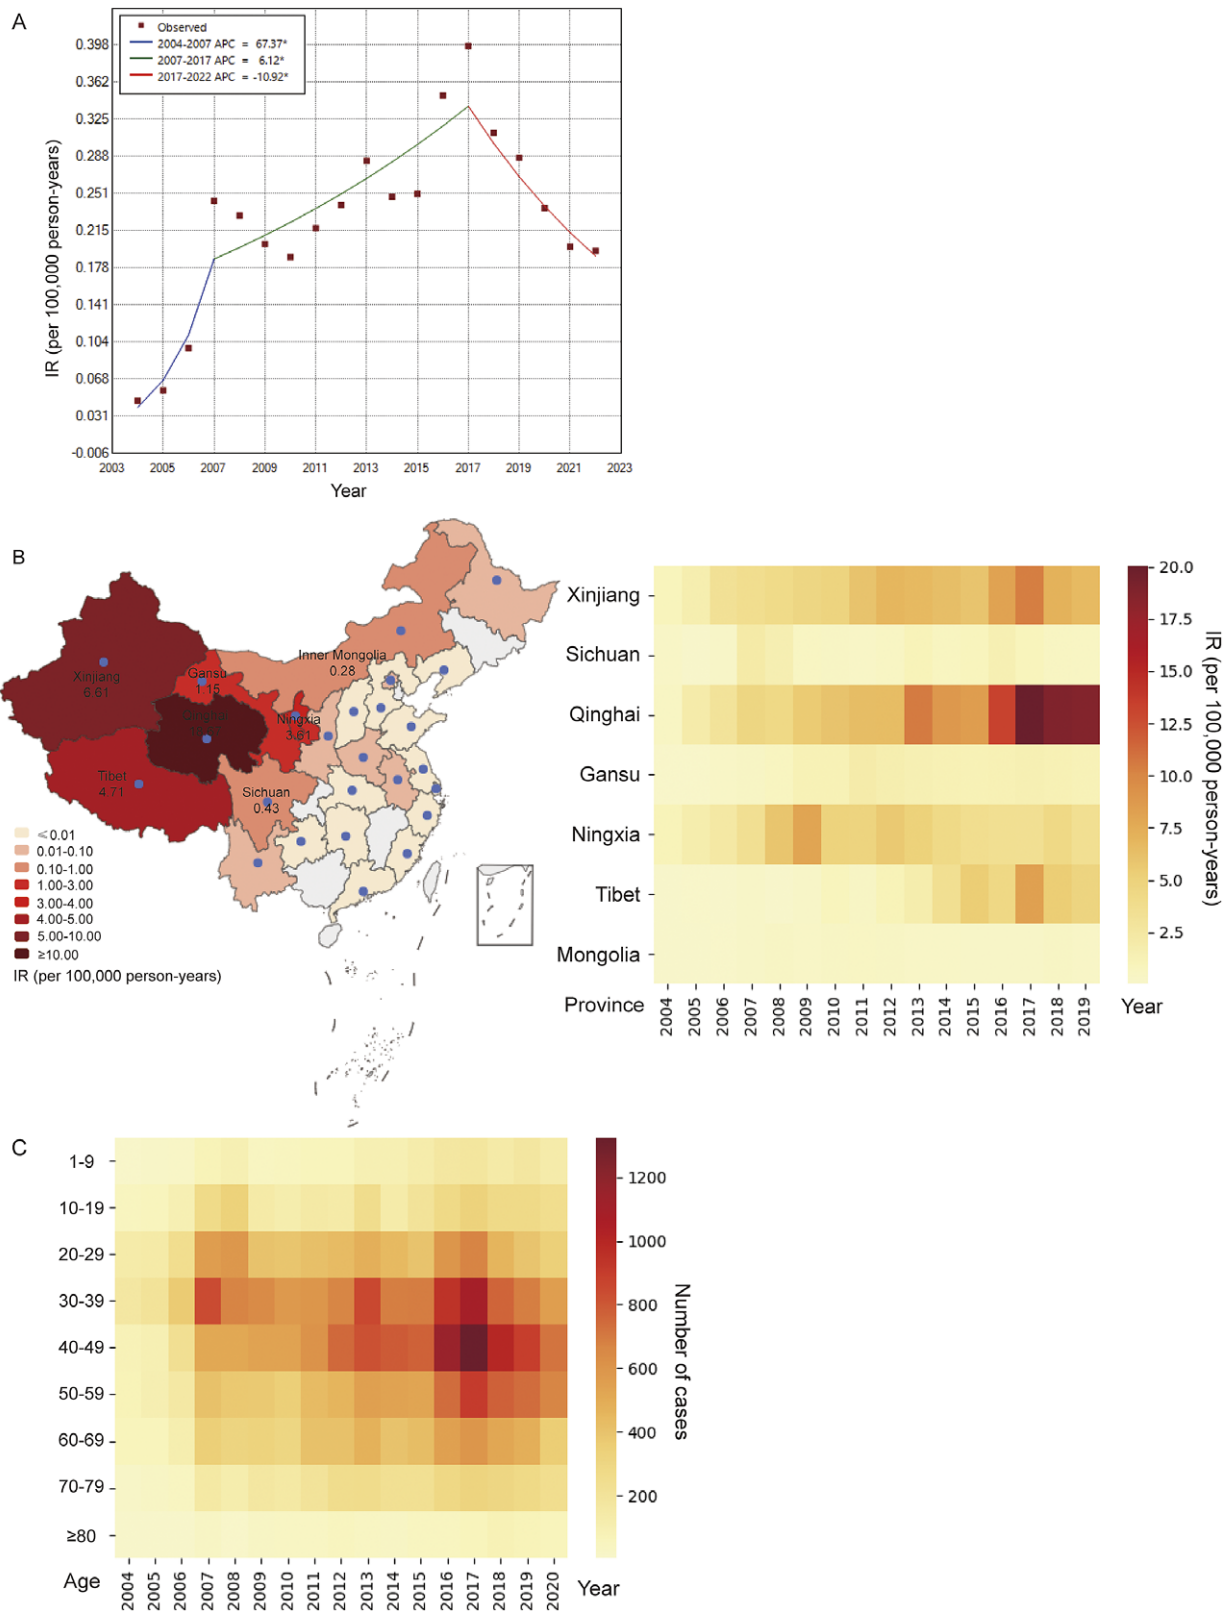 A
Observed
2004-2007 APC = 67.37*
2007-2017 APC = 6.12*
2017-2022 APC = -10.92*
0.398
0.362
0.325
0.288
0.251
0.215
0.178
0.141
0.104
0.068
0.031
-0.006
IR (per 100,000 person-years)
2003 2005 2007 2009 2011 2013 2015 2017 2019 2021 2023
Year
B
Xinjiang
6.61
Gansu
1.15
Qinghai
Inner Mongolia
0.28
Ningxia
3.61
Tibet
4.71
Sichuan
0.43
<0.01
0.01-0.10
0.10-1.00
1.00-3.00
3.00-4.00
4.00-5.00
5.00-10.00
≥10.00
IR (per 100,000 person-years)
Xinjiang
Sichuan
Qinghai
Gansu
Ningxia
Tibet
Mongolia
Province
2004 2005 2006 2007 2008 2009 2010 2011 2012 2013 2014 2015 2016 2017 2018 2019
Year
20.0
17.5
15.0
12.5
10.0
7.5
5.0
2.5
IR (per 100,000 person-years)
C
1-9
10-19
20-29
30-39
40-49
50-59
60-69
70-79
≥80
Age
2004 2005 2006 2007 2008 2009 2010 2011 2012 2013 2014 2015 2016 2017 2018 2019 2020
Year
1200
1000
800
600
400
200
Number of cases